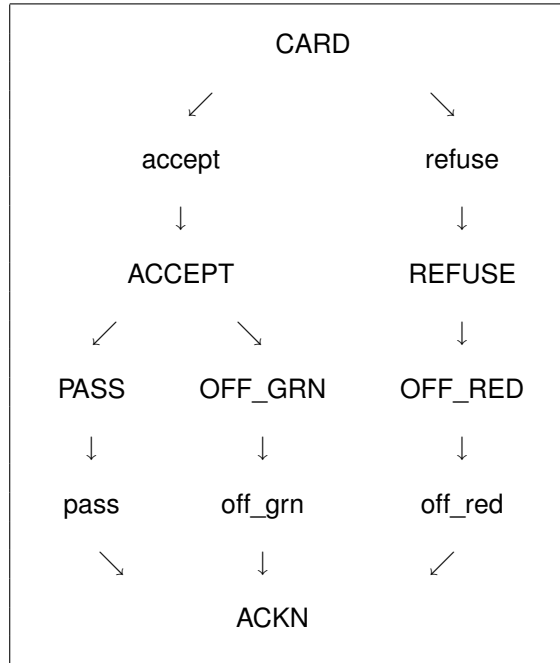 CARD
accept refuse
ACCEPT REFUSE
PASS OFF_GRN OFF_RED
pass off_grn off_red
ACKN